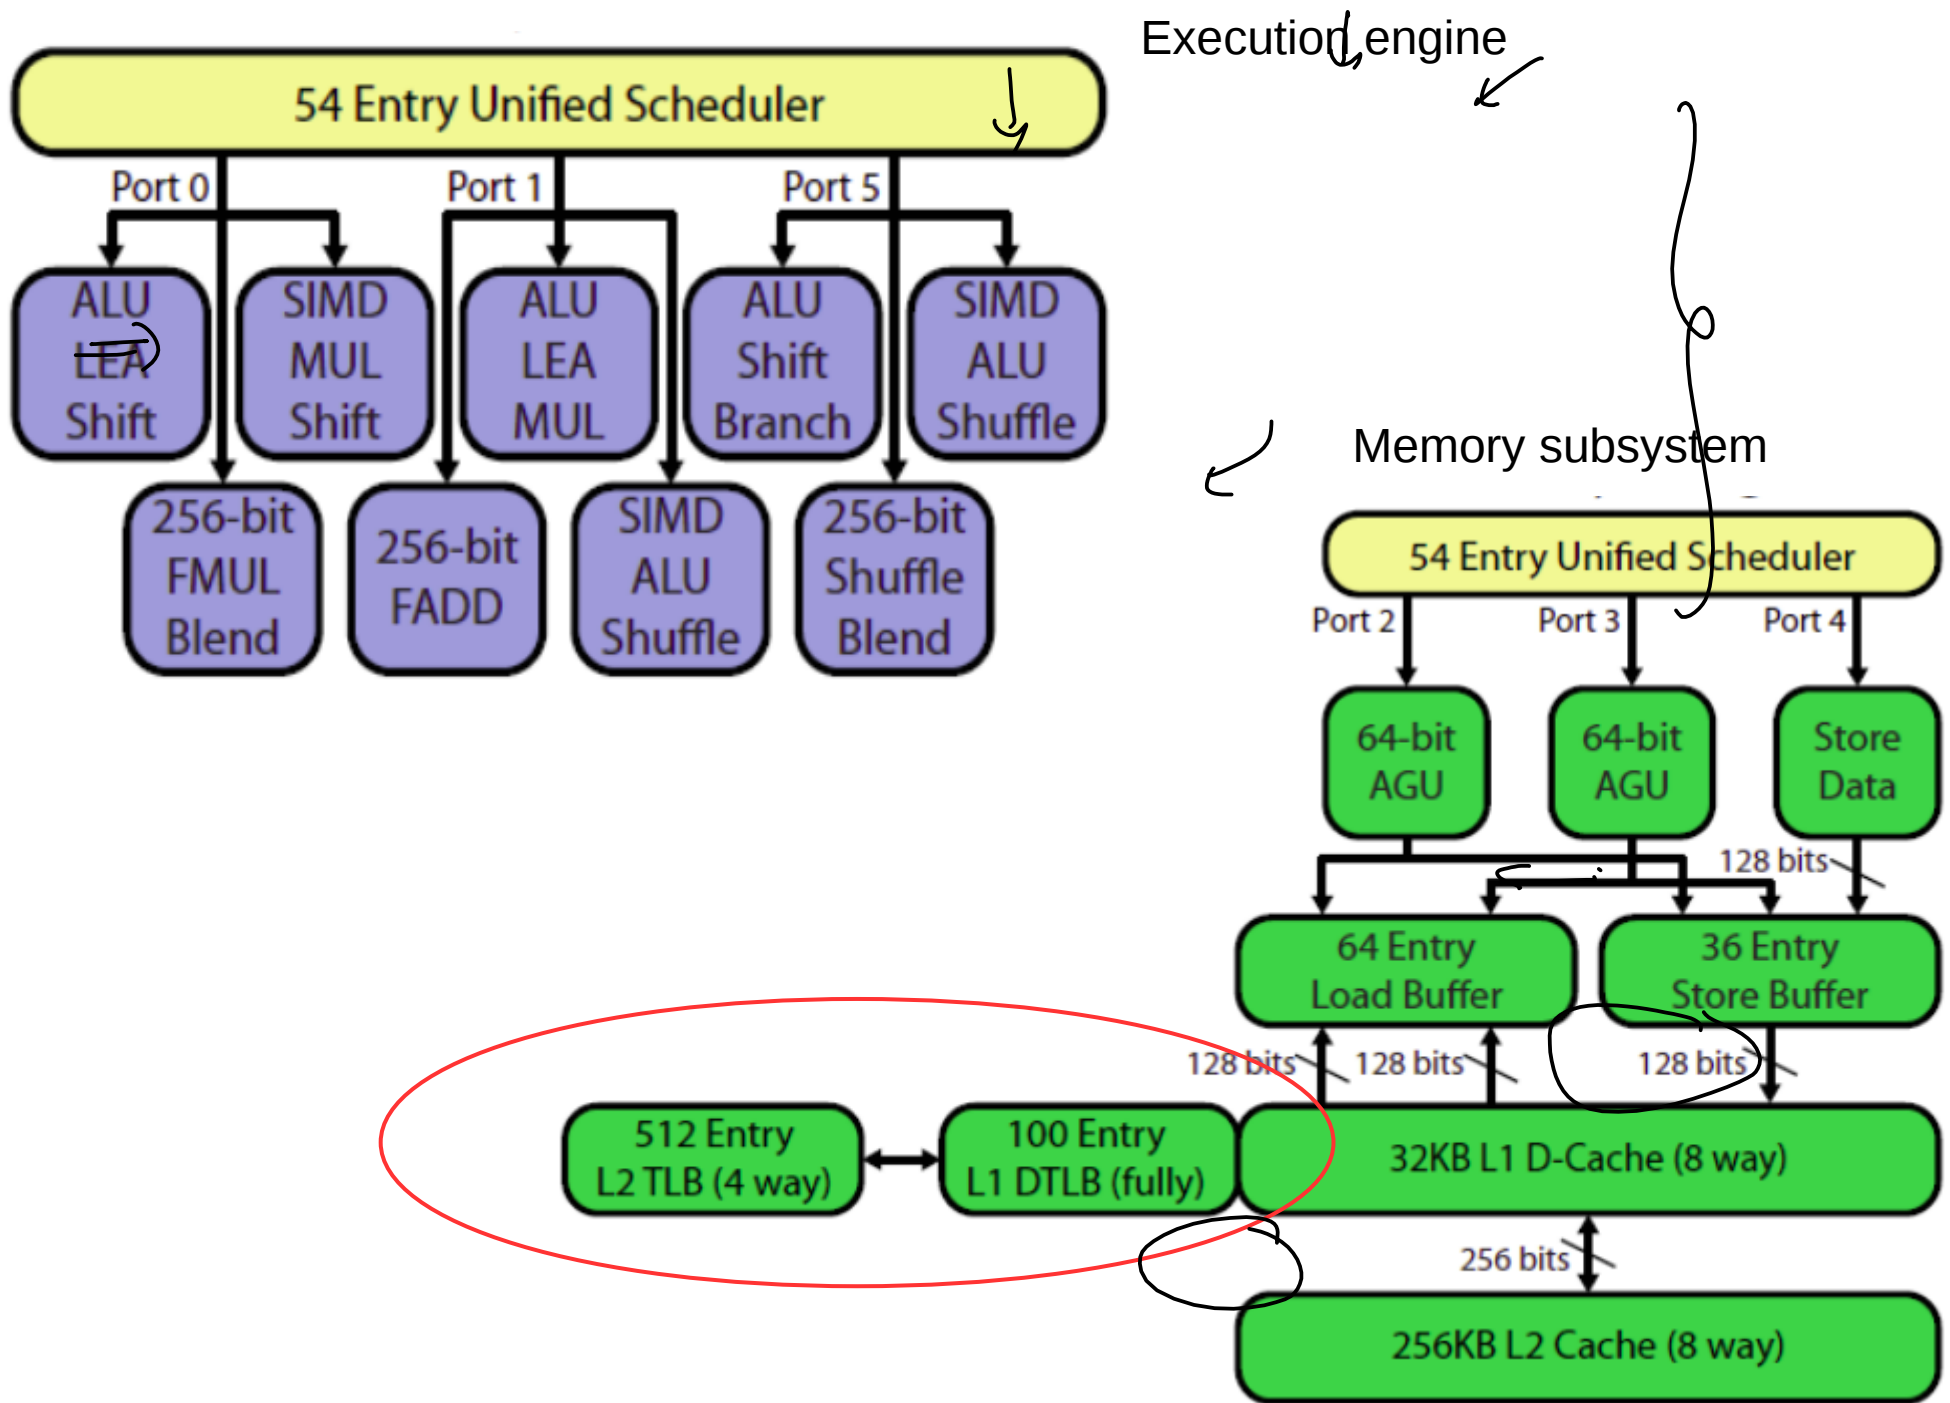 Execution engine
54 Entry Unified Scheduler
Port 0
Port 1
Port 5
ALU
LEA
Shift
SIMD
MUL
Shift
ALU
LEA
MUL
ALU
Shift
Branch
SIMD
ALU
Shuffle
256-bit
FMUL
Blend
256-bit
FADD
SIMD
ALU
Shuffle
256-bit
Shuffle
Blend
Memory subsystem
54 Entry Unified Scheduler
Port 2
Port 3
Port 4
64-bit
AGU
64-bit
AGU
Store
Data
128 bits
64 Entry
Load Buffer
36 Entry
Store Buffer
128 bits
128 bits
128 bits
512 Entry
L2 TLB (4 way)
100 Entry
L1 DTLB (fully)
32KB L1 D-Cache (8 way)
256 bits
256KB L2 Cache (8 way)